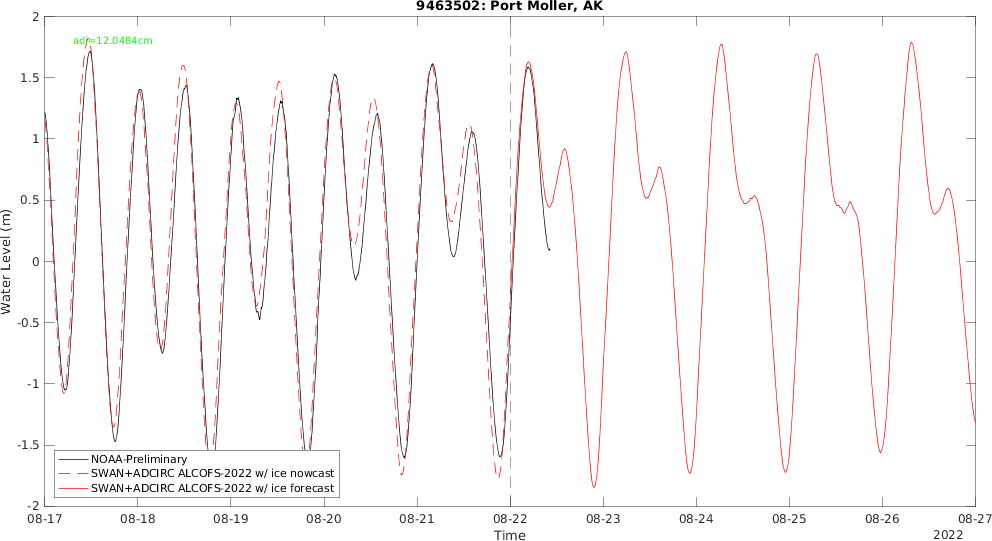 9463502: Port Moller, AK
adj=12.0484cm
2
1.5
1
0.5
0
-0.5
-1
-1.5
-2
Water Level (m)
NOAA-Preliminary
SWAN+ADCIRC ALCOFS-2022 w/ ice nowcast
SWAN+ADCIRC ALCOFS-2022 w/ ice forecast
08-17 08-18 08-19 08-20 08-21 08-22 08-23 08-24 08-25 08-26 08-27
Time
2022